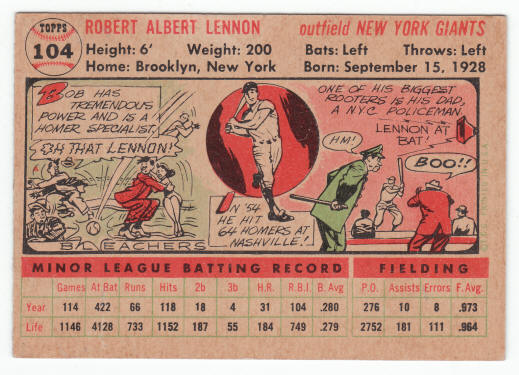 TOPPS
104
ROBERT ALBERT LENNON
outfield NEW YORK GIANTS
Height: 6' Weight: 200 Bats: Left Throws: Left
Home: Brooklyn, New York Born: September 15, 1928
BOB HAS
TREMENDOUS
POWER AND IS A
HOMER SPECIALIST.
OH THAT LENNON!
BLEACHERS
IN '54
HE HIT
64 HOMERS AT
NASHVILLE!
ONE OF HIS BIGGEST
ROOTERS IS HIS DAD,
A N.Y.C. POLICEMAN.
LENNON AT
BAT!
HM!
BOO!!
MINOR LEAGUE BATTING RECORD FIELDING
Games At Bat Runs Hits 2b 3b H.R. R.B.I. B. Avg. P.O. Assists Errors F. Avg.
Year 114 422 66 118 18 4 31 104 .280 276 10 8 .973
Life 1146 4128 733 1152 187 55 184 749 .279 2752 181 111 .964